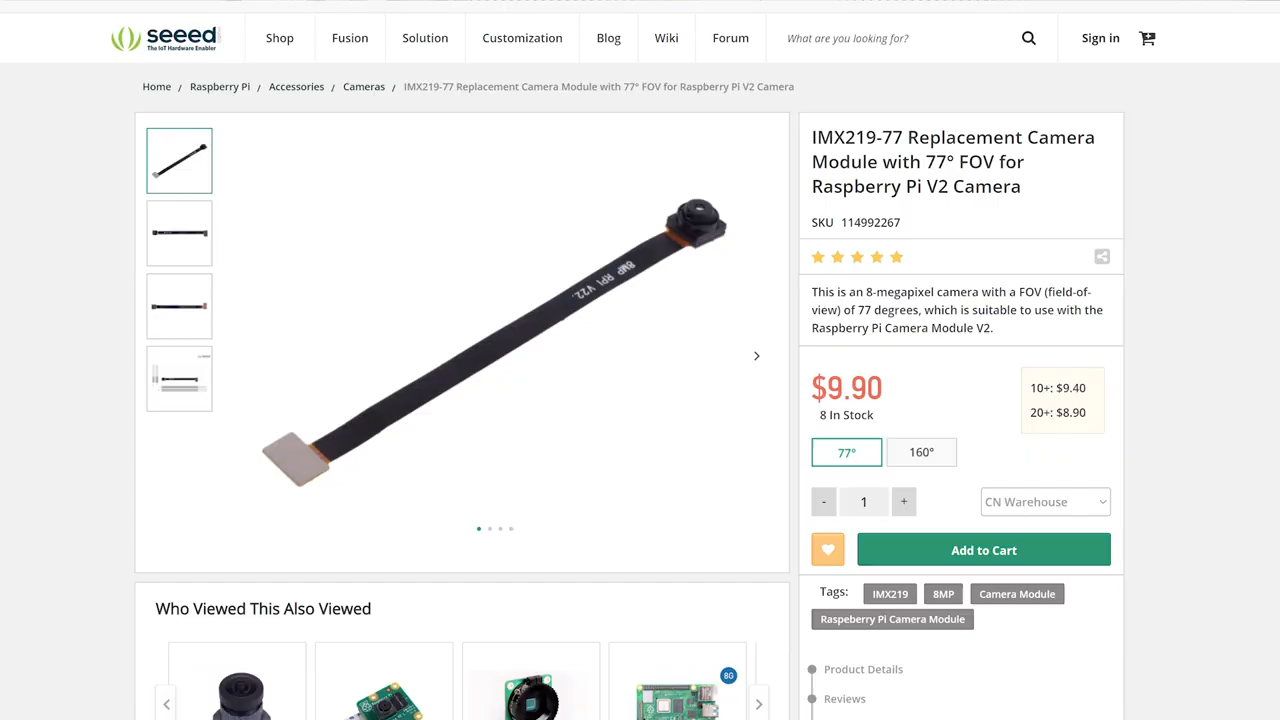 seeed
The IoT Hardware Enabler
Shop
Fusion
Solution
Customization
Blog
Wiki
Forum
What are you looking for?
Sign in
Home / Raspberry Pi / Accessories / Cameras / IMX219-77 Replacement Camera Module with 77° FOV for Raspberry Pi V2 Camera
8MP RPI V22.
IMX219-77 Replacement Camera
Module with 77° FOV for
Raspberry Pi V2 Camera
SKU 114992267
This is an 8-megapixel camera with a FOV (field-of-
view) of 77 degrees, which is suitable to use with the
Raspberry Pi Camera Module V2.
$9.90
8 In Stock
10+: $9.40
20+: $8.90
77°
160°
- 1 +
CN Warehouse
Add to Cart
Tags:
IMX219
8MP
Camera Module
Raspeberry Pi Camera Module
Product Details
Reviews
Who Viewed This Also Viewed
BG